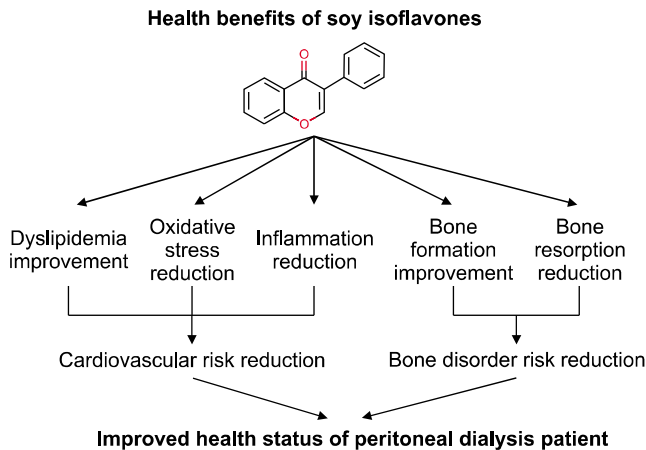 Health benefits of soy isoflavones
O
O
Dyslipidemia
improvement
Oxidative
stress
reduction
Inflammation
reduction
Bone
formation
improvement
Bone
resorption
reduction
Cardiovascular risk reduction
Bone disorder risk reduction
Improved health status of peritoneal dialysis patient